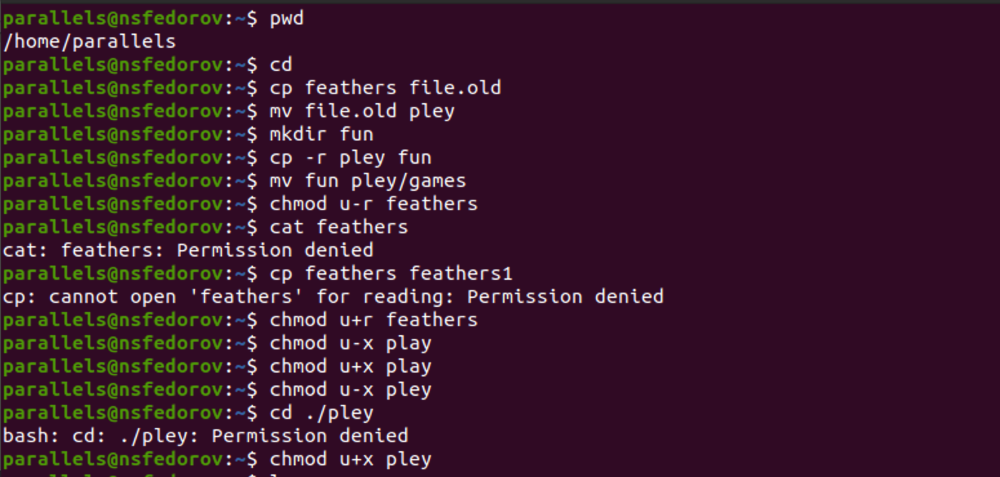 parallels@nsfedorov:~$ pwd
/home/parallels
parallels@nsfedorov:~$ cd
parallels@nsfedorov:~$ cp feathers file.old
parallels@nsfedorov:~$ mv file.old pley
parallels@nsfedorov:~$ mkdir fun
parallels@nsfedorov:~$ cp -r pley fun
parallels@nsfedorov:~$ mv fun pley/games
parallels@nsfedorov:~$ chmod u-r feathers
parallels@nsfedorov:~$ cat feathers
cat: feathers: Permission denied
parallels@nsfedorov:~$ cp feathers feathers1
cp: cannot open 'feathers' for reading: Permission denied
parallels@nsfedorov:~$ chmod u+r feathers
parallels@nsfedorov:~$ chmod u-x play
parallels@nsfedorov:~$ chmod u+x play
parallels@nsfedorov:~$ chmod u-x pley
parallels@nsfedorov:~$ cd ./pley
bash: cd: ./pley: Permission denied
parallels@nsfedorov:~$ chmod u+x pley